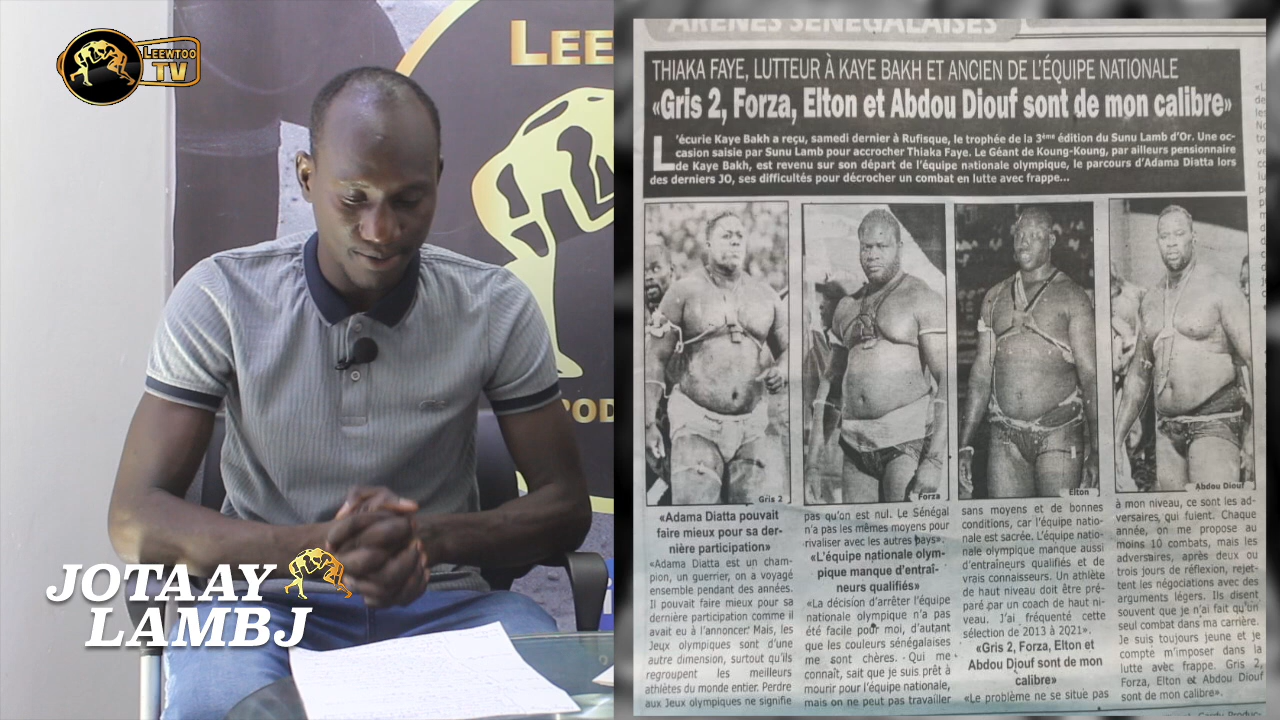 LEEWTOO
TV
LEE
POD
JOTAAY
LAMBJ
ARÈNES SÉNÉGALAISES
THIAKA FAYE, LUTTEUR À KAYE BAKH ET ANCIEN DE L'ÉQUIPE NATIONALE
«Gris 2, Forza, Elton et Abdou Diouf sont de mon calibre»
L'écurie Kaye Bakh a reçu, samedi dernier à Rufisque, le trophée de la 3ème édition du Sunu Lamb d'Or. Une oc-
casion saisie par Sunu Lamb pour accrocher Thiaka Faye. Le Géant de Koung-Koung, par ailleurs pensionnaire
de Kaye Bakh, est revenu sur son départ de l'équipe nationale olympique, le parcours d'Adama Diatta lors
des derniers JO, ses difficultés pour décrocher un combat en lutte avec frappe...
Gris 2
Forza
Elton
Abdou Diouf
«Adama Diatta pouvait
faire mieux pour sa der-
nière participation»
«Adama Diatta est un cham-
pion, un guerrier, on a voyagé
ensemble pendant des années.
Il pouvait faire mieux pour sa
dernière participation comme il
avait eu à l'annoncer. Mais, les
Jeux olympiques sont d'une
autre dimension, surtout qu'ils
regroupent les meilleurs
athlètes du monde entier. Perdre
aux Jeux olympiques ne signifie
pas qu'on est nul. Le Sénégal
n'a pas les mêmes moyens pour
rivaliser avec les autres pays».
«L'équipe nationale olym-
pique manque d'entraî-
neurs qualifiés»
«La décision d'arrêter l'équipe
nationale olympique n'a pas
été facile pour moi, d'autant
que les couleurs sénégalaises
me sont chères. Qui me
connaît, sait que je suis prêt à
mourir pour l'équipe nationale,
mais on ne peut pas travailler
sans moyens et de bonnes
conditions, car l'équipe natio-
nale est sacrée. L'équipe natio-
nale olympique manque aussi
d'entraîneurs qualifiés et de
vrais connaisseurs. Un athlète
de haut niveau doit être pré-
paré par un coach de haut ni-
veau. J'ai fréquenté cette
sélection de 2013 à 2021».
«Gris 2, Forza, Elton et
Abdou Diouf sont de mon
calibre»
«Le problème ne se situe pas
à mon niveau, ce sont les ad-
versaires, qui fuient. Chaque
année, on me propose au
moins 10 combats, mais les
adversaires, après deux ou
trois jours de réflexion, rejet-
tent les négociations avec des
arguments légers. Ils disent
souvent que je n'ai fait qu'un
seul combat dans ma carrière.
Je suis toujours jeune et je
compte m'imposer dans la
lutte avec frappe. Gris 2,
Forza, Elton et Abdou Diouf
sont de mon calibre».